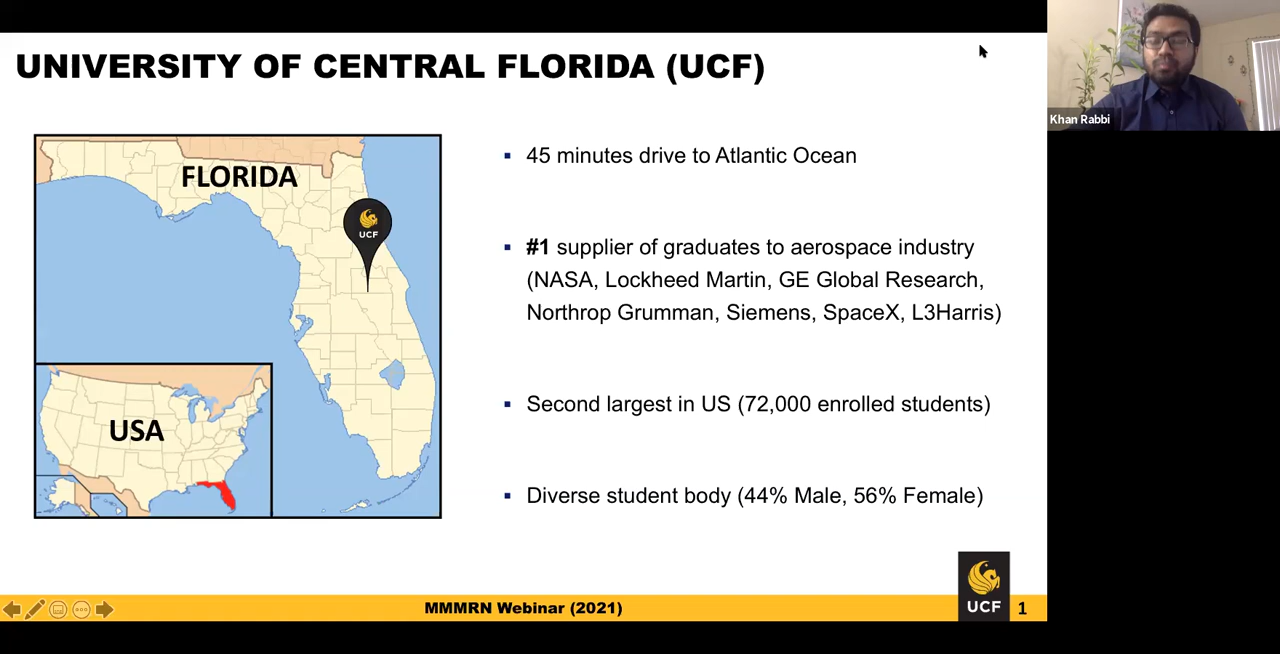 UNIVERSITY OF CENTRAL FLORIDA (UCF)
Khan Rabbi
FLORIDA
UCF
USA
▪ 45 minutes drive to Atlantic Ocean
▪ #1 supplier of graduates to aerospace industry
(NASA, Lockheed Martin, GE Global Research,
Northrop Grumman, Siemens, SpaceX, L3Harris)
▪ Second largest in US (72,000 enrolled students)
▪ Diverse student body (44% Male, 56% Female)
MMMRN Webinar (2021)
UCF
1